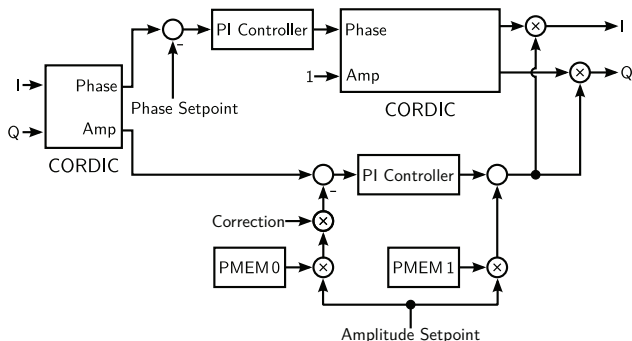 PI Controller
Phase
I
I
Phase
1
Amp
Q
Phase Setpoint
CORDIC
Q
Amp
CORDIC
PI Controller
Correction
PMEM 0
PMEM 1
Amplitude Setpoint